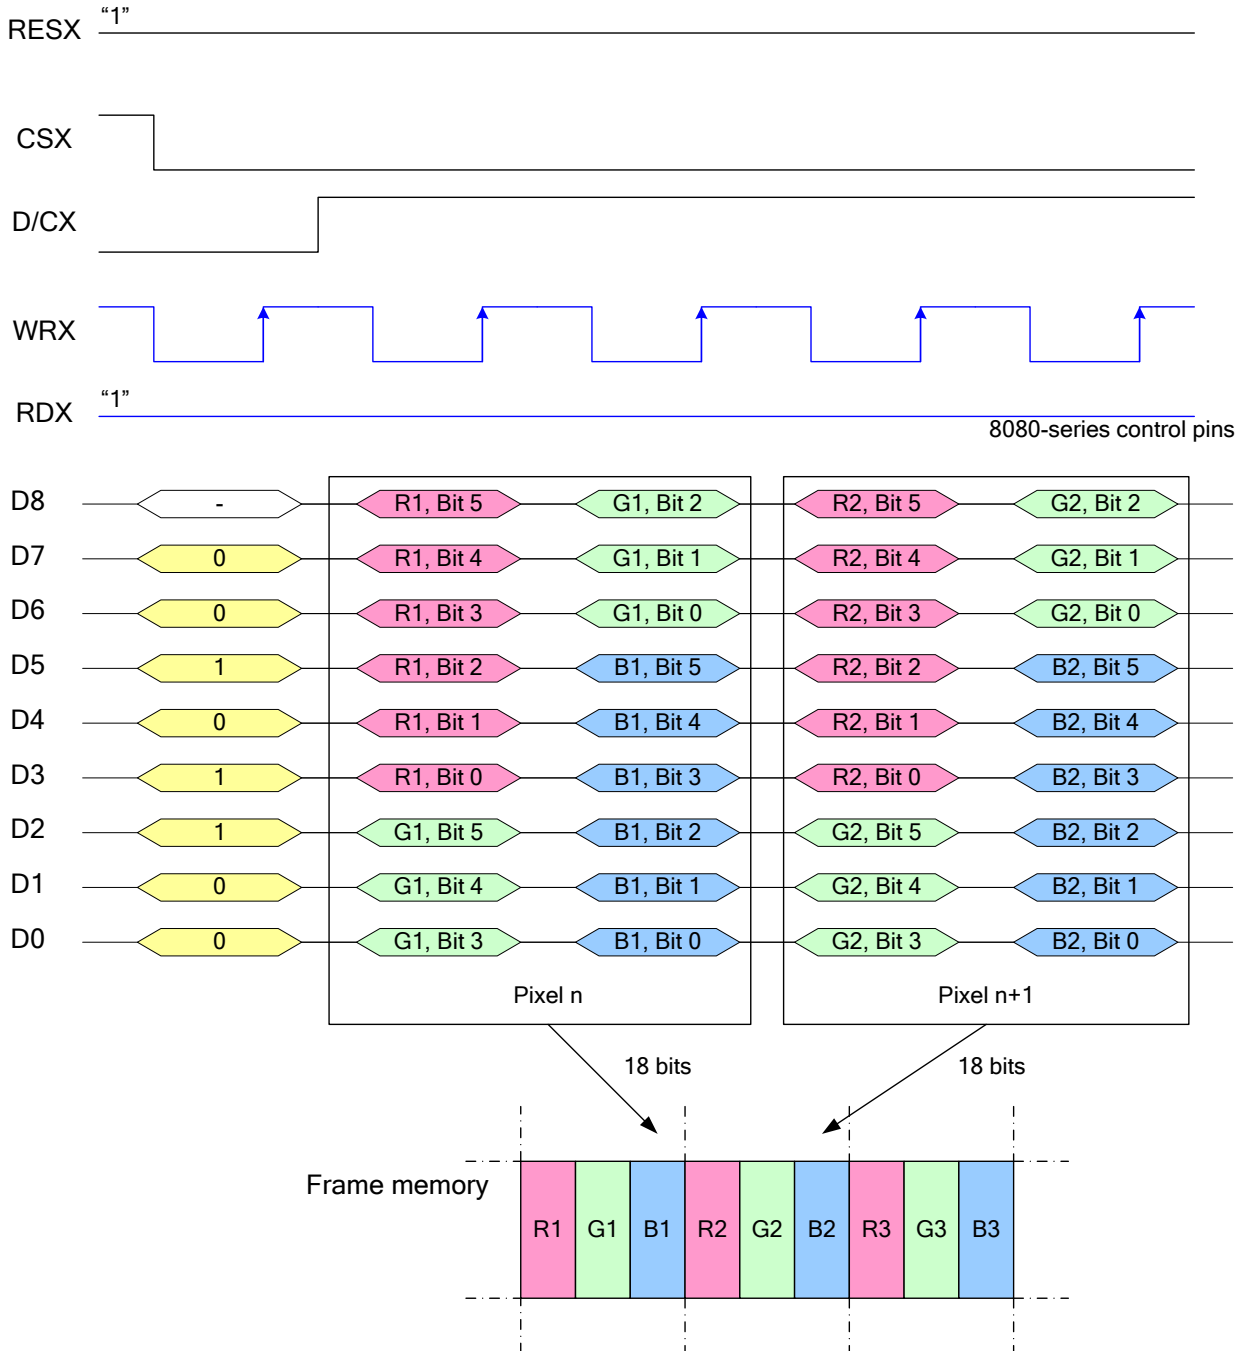 RESX “1”
CSX
D/CX
WRX
RDX “1”
8080-series control pins
D8 - R1, Bit 5 G1, Bit 2 R2, Bit 5 G2, Bit 2
D7 0 R1, Bit 4 G1, Bit 1 R2, Bit 4 G2, Bit 1
D6 0 R1, Bit 3 G1, Bit 0 R2, Bit 3 G2, Bit 0
D5 1 R1, Bit 2 B1, Bit 5 R2, Bit 2 B2, Bit 5
D4 0 R1, Bit 1 B1, Bit 4 R2, Bit 1 B2, Bit 4
D3 1 R1, Bit 0 B1, Bit 3 R2, Bit 0 B2, Bit 3
D2 1 G1, Bit 5 B1, Bit 2 G2, Bit 5 B2, Bit 2
D1 0 G1, Bit 4 B1, Bit 1 G2, Bit 4 B2, Bit 1
D0 0 G1, Bit 3 B1, Bit 0 G2, Bit 3 B2, Bit 0
Pixel n Pixel n+1
18 bits 18 bits
Frame memory
R1 G1 B1 R2 G2 B2 R3 G3 B3